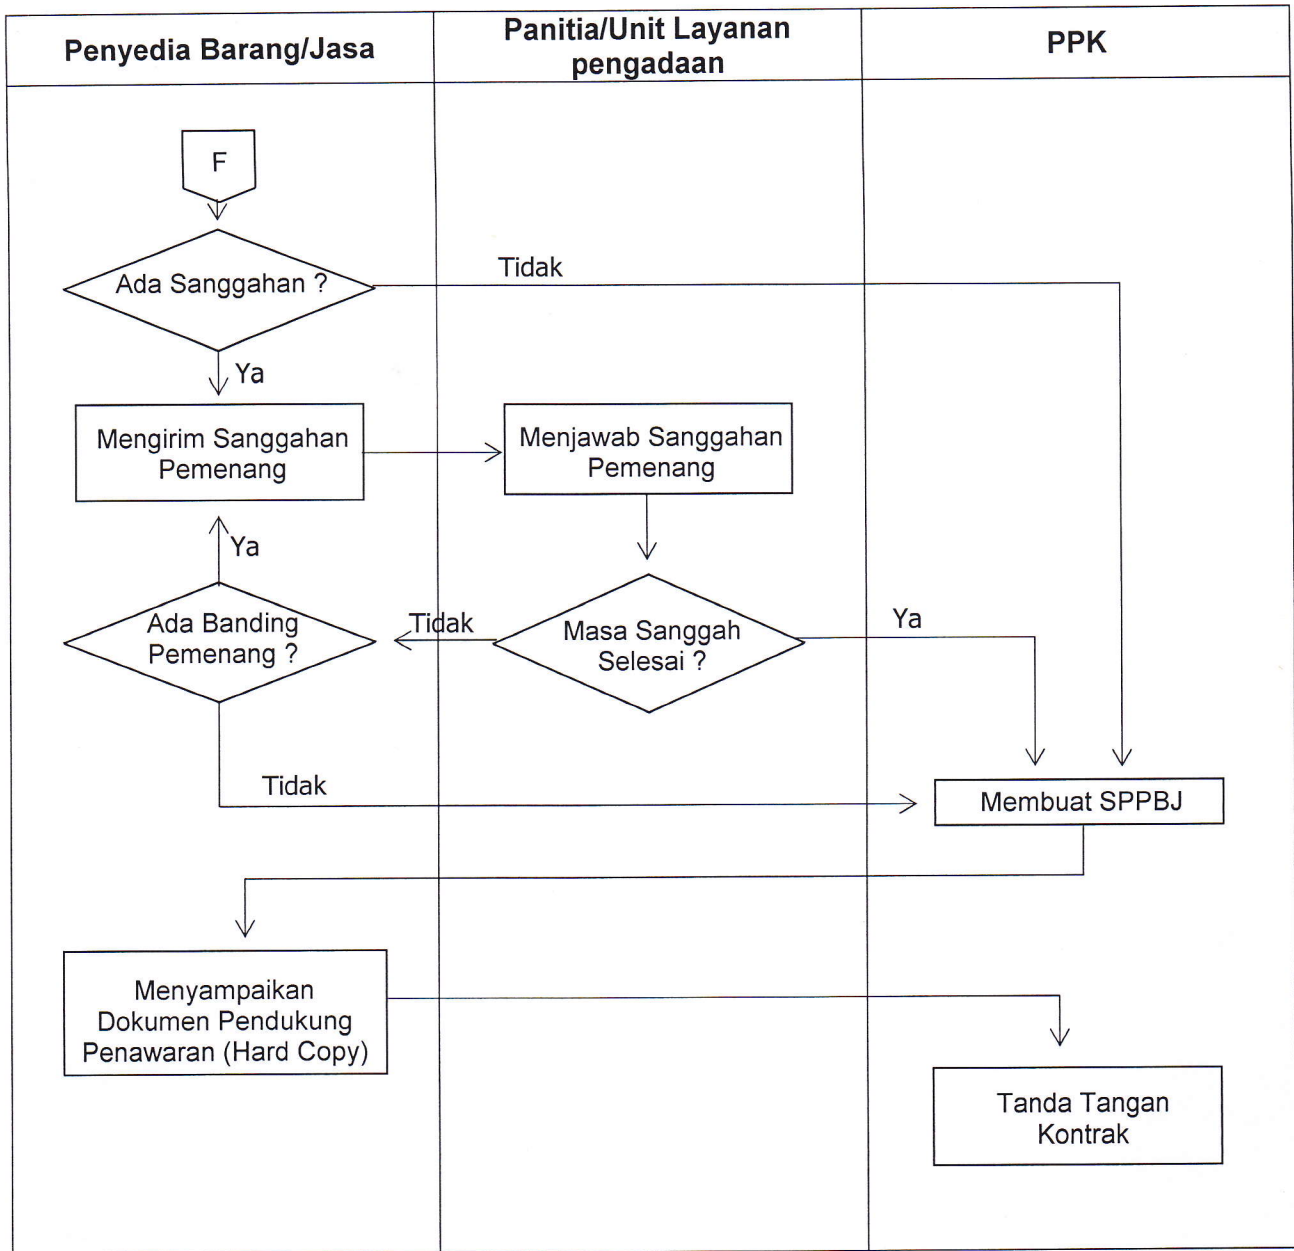 Penyedia Barang/Jasa
Panitia/Unit Layanan
pengadaan
PPK
F
Ada Sanggahan ?
Tidak
Ya
Mengirim Sanggahan
Pemenang
Menjawab Sanggahan
Pemenang
Ya
Ada Banding
Pemenang ?
Tidak
Masa Sanggah
Selesai ?
Ya
Tidak
Membuat SPPBJ
Menyampaikan
Dokumen Pendukung
Penawaran (Hard Copy)
Tanda Tangan
Kontrak